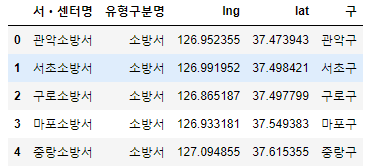 서・센터명 유형구분명 lng lat 구
0 관악소방서 소방서 126.952355 37.473943 관악구
1 서초소방서 소방서 126.991952 37.498421 서초구
2 구로소방서 소방서 126.865187 37.497799 구로구
3 마포소방서 소방서 126.933181 37.549383 마포구
4 중랑소방서 소방서 127.094855 37.615355 중랑구